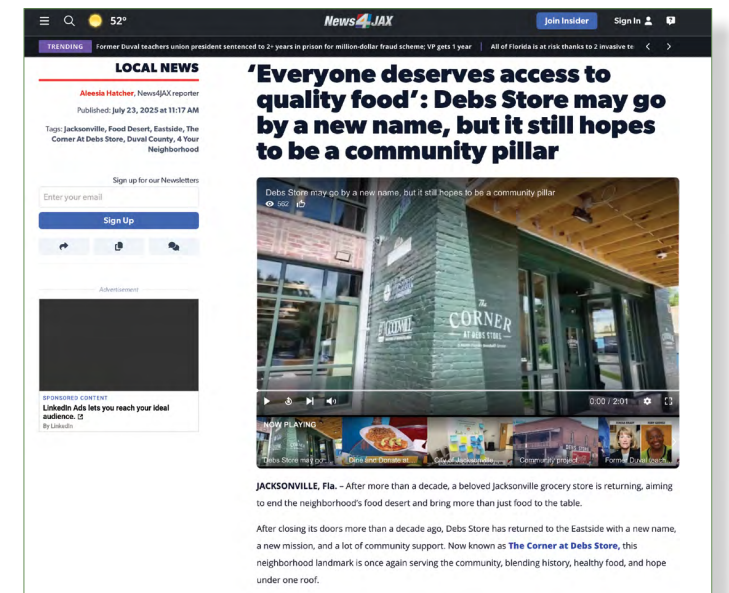 52°
News4JAX
Join Insider
Sign In
TRENDING
Former Duval teachers union president sentenced to 2+ years in prison for million-dollar fraud scheme; VP gets 1 year
All of Florida is at risk thanks to 2 invasive te
LOCAL NEWS
Aleesia Hatcher, News4JAX reporter
Published: July 23, 2025 at 11:17 AM
Tags: Jacksonville, Food Desert, Eastside, The
Corner At Debs Store, Duval County, 4 Your
Neighborhood
Sign up for our Newsletters
Enter your email
Sign Up
Advertisement
SPONSORED CONTENT
LinkedIn Ads lets you reach your ideal
audience.
By LinkedIn
‘Everyone deserves access to
quality food’: Debs Store may go
by a new name, but it still hopes
to be a community pillar
Debs Store may go by a new name, but it still hopes to be a community pillar
562
GOODWILL
The
CORNER
AT DEBS STORE
0:00 / 2:01
NOW PLAYING
Debs Store may go...
Dine and Donate at...
City of Jacksonville...
Community project...
Former Duval teach...
JACKSONVILLE, Fla. – After more than a decade, a beloved Jacksonville grocery store is returning, aiming
to end the neighborhood’s food desert and bring more than just food to the table.
After closing its doors more than a decade ago, Debs Store has returned to the Eastside with a new name,
a new mission, and a lot of community support. Now known as The Corner at Debs Store, this
neighborhood landmark is once again serving the community, blending history, healthy food, and hope
under one roof.